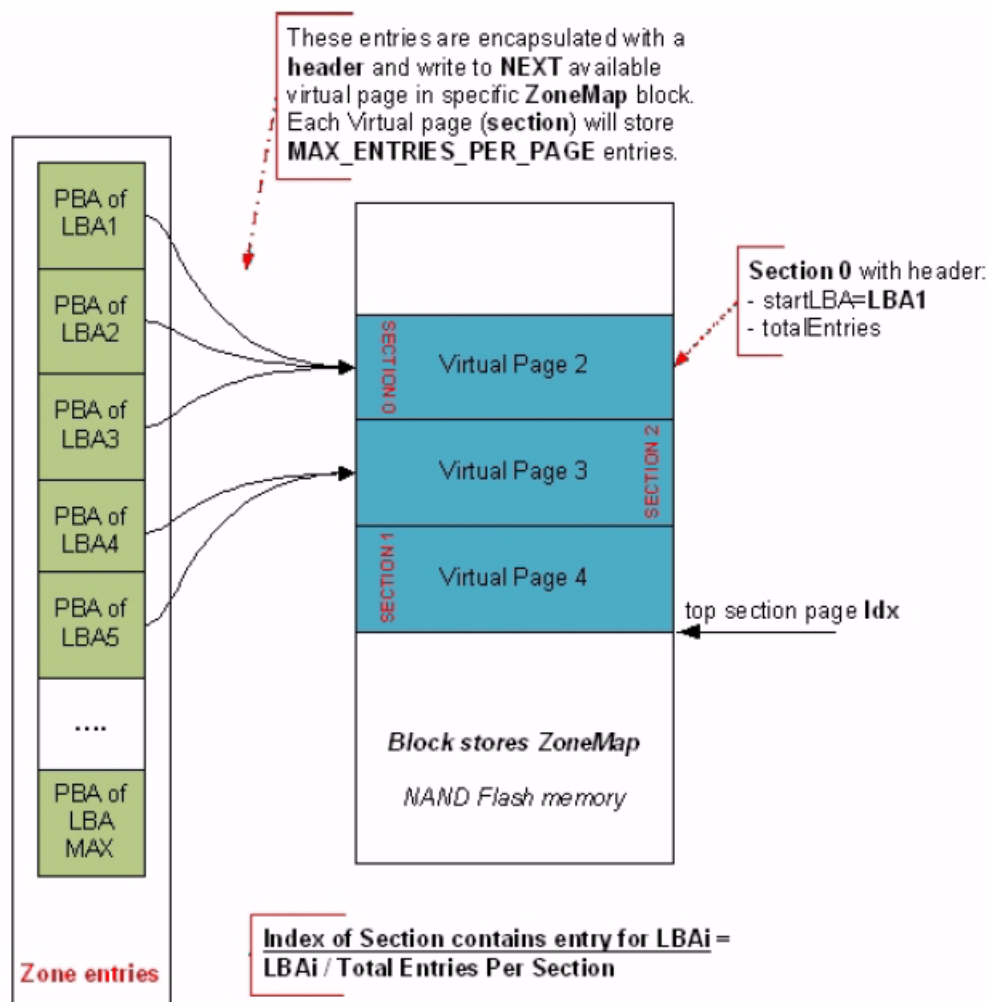 These entries are encapsulated with a
header and write to NEXT available
virtual page in specific ZoneMap block.
Each Virtual page (section) will store
MAX_ENTRIES_PER_PAGE entries.
PBA of
LBA1
PBA of
LBA2
PBA of
LBA3
PBA of
LBA4
PBA of
LBA5
....
PBA of
LBA
MAX
Zone entries
SECTION 0
Virtual Page 2
Virtual Page 3
SECTION 2
SECTION 1
Virtual Page 4
Block stores ZoneMap
NAND Flash memory
Section 0 with header:
- startLBA=LBA1
- totalEntries
top section page Idx
Index of Section contains entry for LBAi =
LBAi / Total Entries Per Section